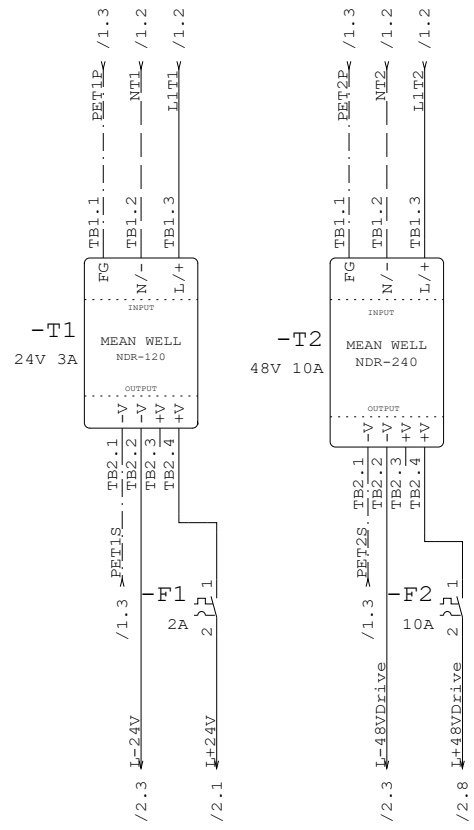 /1.3
/1.2
/1.2
PET1P
NT1
L1T1
TB1.1
TB1.2
TB1.3
FG
N/-
L/+
INPUT
-T1
24V 3A
MEAN WELL
NDR-120
OUTPUT
-V
-V
+V
+V
TB2.1
TB2.2
TB2.3
TB2.4
PET1S
/1.3
-F1
2A
1
2
L-24V
L+24V
/2.3
/2.1
/1.3
/1.2
/1.2
PET2P
NT2
L1T2
TB1.1
TB1.2
TB1.3
FG
N/-
L/+
INPUT
-T2
48V 10A
MEAN WELL
NDR-240
OUTPUT
-V
-V
+V
+V
TB2.1
TB2.2
TB2.3
TB2.4
PET2S
/1.3
-F2
10A
1
2
L-48VDrive
L+48VDrive
/2.3
/2.8